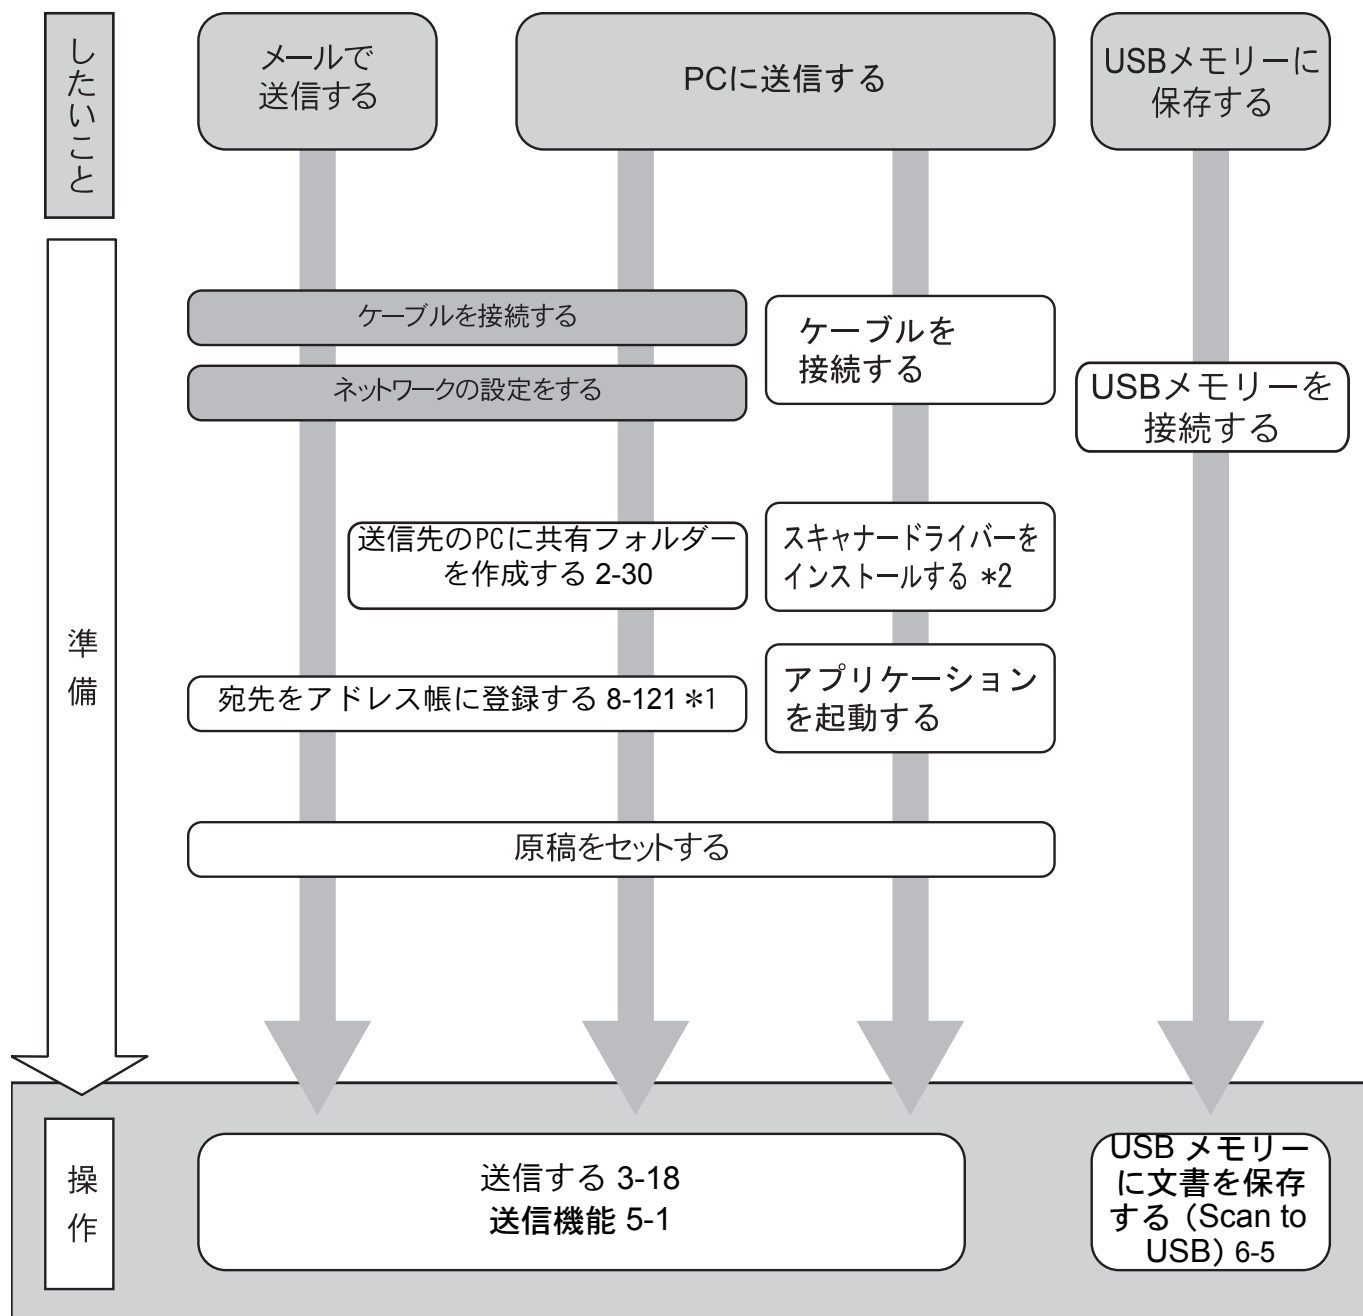 したいこと
メールで
送信する
PCに送信する
USBメモリーに
保存する
準備
ケーブルを接続する
ネットワークの設定をする
ケーブルを
接続する
USBメモリーを
接続する
送信先のPCに共有フォルダー
を作成する 2-30
スキャナードライバーを
インストールする *2
宛先をアドレス帳に登録する 8-121 *1
アプリケーション
を起動する
原稿をセットする
操作
送信する 3-18
送信機能 5-1
USB メモリー
に文書を保存
する（Scan to
USB）6-5